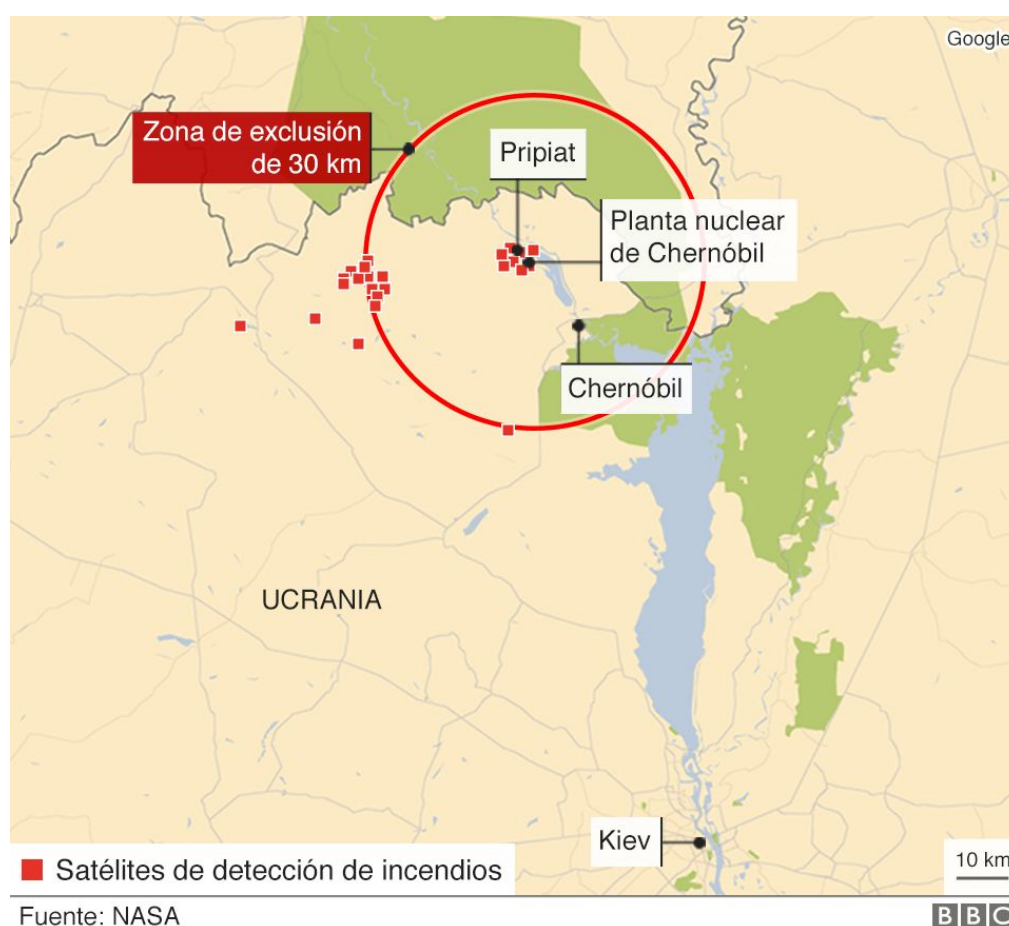 Google
Zona de exclusión
de 30 km
Pripiat
Planta nuclear
de Chernóbil
Chernóbil
UCRANIA
Kiev
10 km
Satélites de detección de incendios
Fuente: NASA
BBC